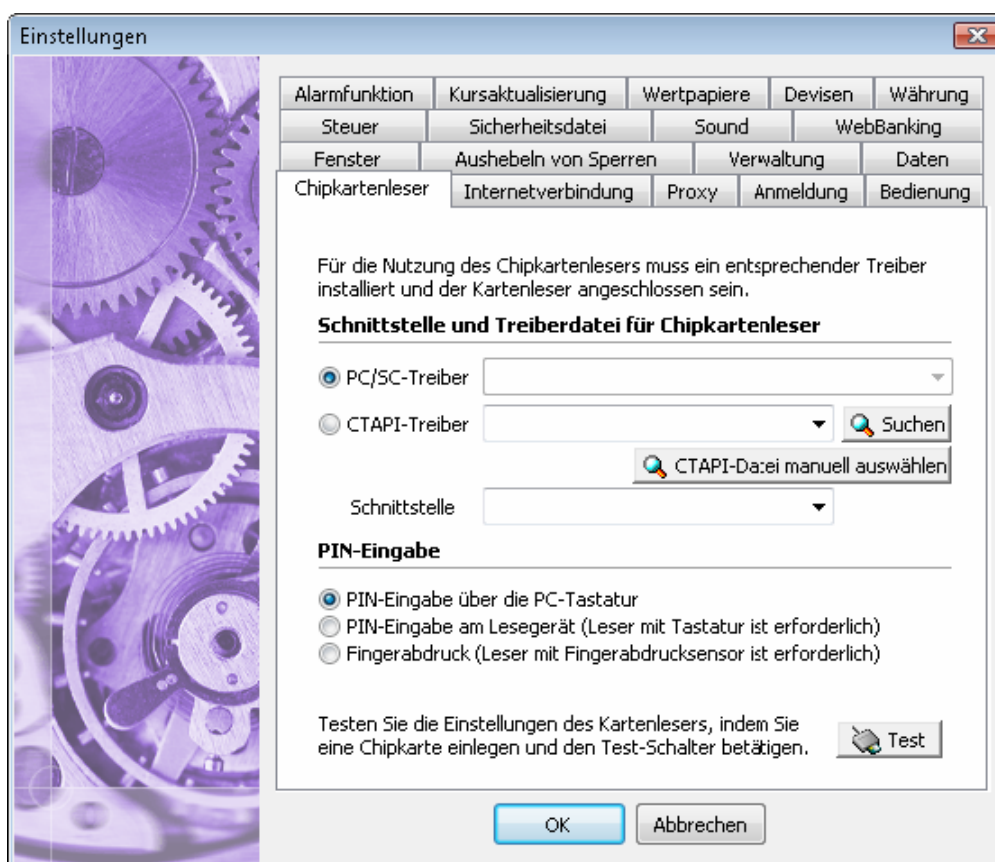 Einstellungen
Alarmfunktion Kursaktualisierung Wertpapiere Devisen Währung
Steuer Sicherheitsdatei Sound WebBanking
Fenster Aushebeln von Sperren Verwaltung Daten
Chipkartenleser Internetverbindung Proxy Anmeldung Bedienung
Für die Nutzung des Chipkartenlesers muss ein entsprechender Treiber
installiert und der Kartenleser angeschlossen sein.
Schnittstelle und Treiberdatei für Chipkartenleser
PC/SC-Treiber
CTAPI-Treiber Suchen
CTAPI-Datei manuell auswählen
Schnittstelle
PIN-Eingabe
PIN-Eingabe über die PC-Tastatur
PIN-Eingabe am Lesegerät (Leser mit Tastatur ist erforderlich)
Fingerabdruck (Leser mit Fingerabdrucksensor ist erforderlich)
Testen Sie die Einstellungen des Kartenlesers, indem Sie
eine Chipkarte einlegen und den Test-Schalter betätigen.
Test
OK Abbrechen